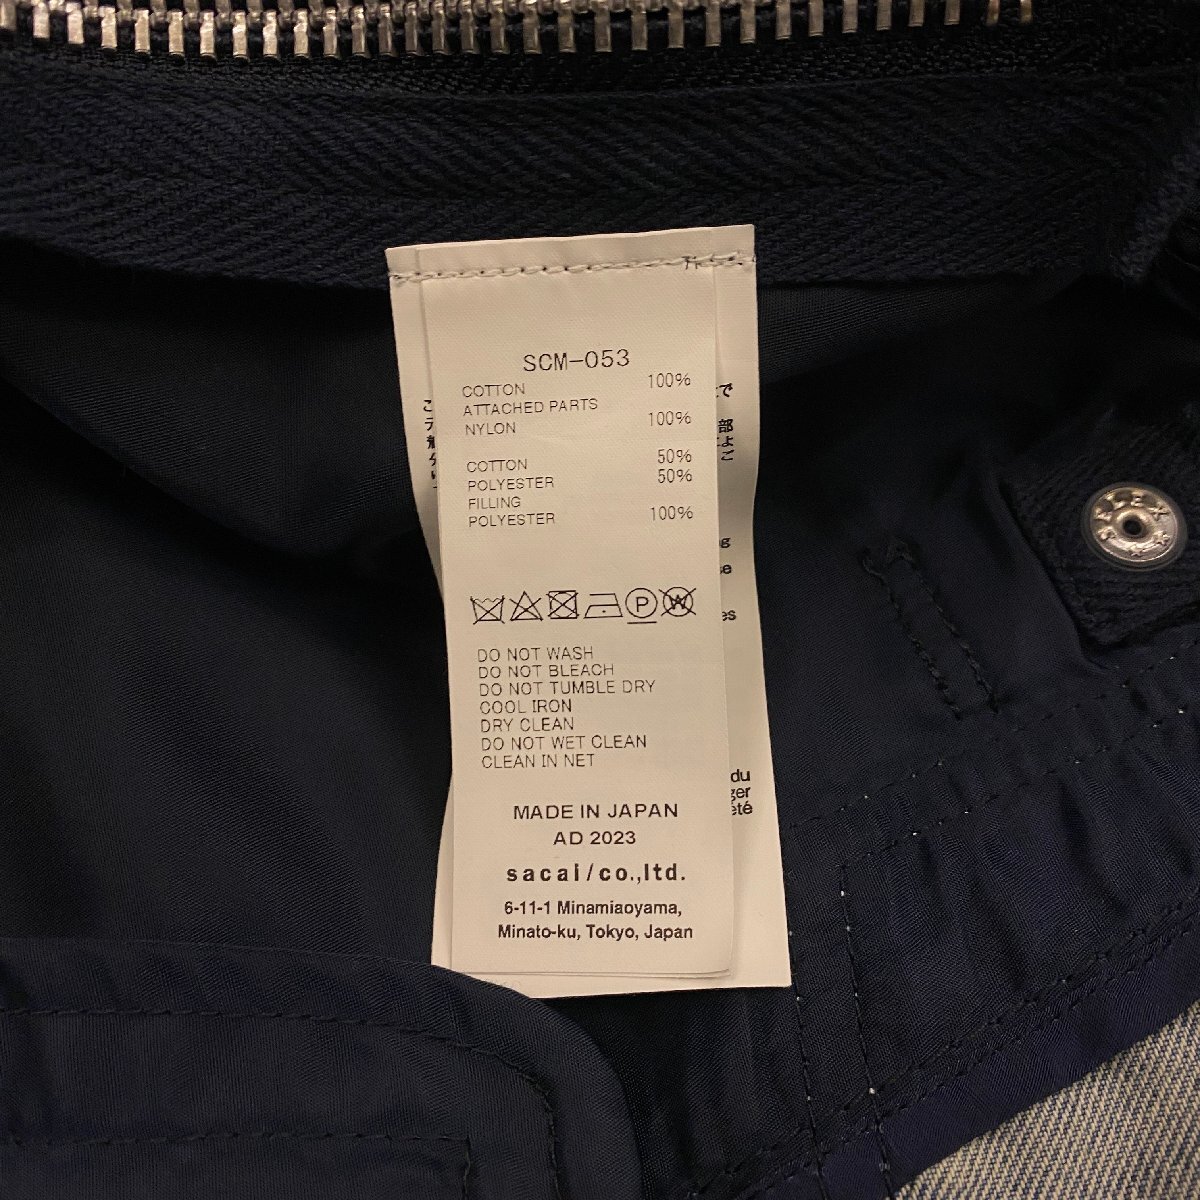 SCM-053
COTTON 100%
ATTACHED PARTS
NYLON 100%
COTTON 50%
POLYESTER 50%
FILLING
POLYESTER 100%
P
W
DO NOT WASH
DO NOT BLEACH
DO NOT TUMBLE DRY
COOL IRON
DRY CLEAN
DO NOT WET CLEAN
CLEAN IN NET
MADE IN JAPAN
AD 2023
sacai/co.,ltd.
6-11-1 Minamiaoyama,
Minato-ku, Tokyo, Japan
du